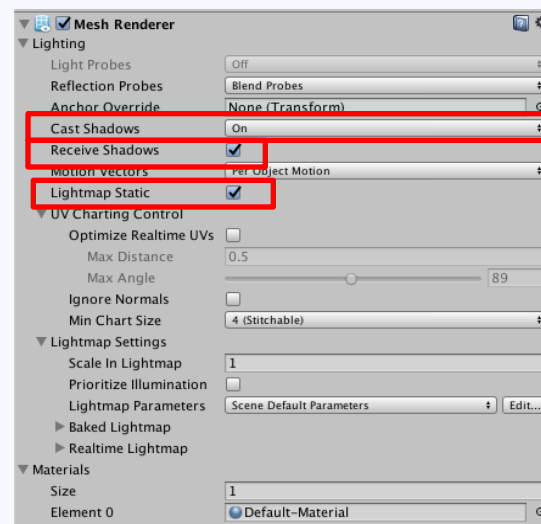 Mesh Renderer
Lighting
Light Probes Off
Reflection Probes Blend Probes
Anchor Override None (Transform)
Cast Shadows On
Receive Shadows
Motion Vectors Per Object Motion
Lightmap Static
UV Charting Control
Optimize Realtime UVs
Max Distance 0.5
Max Angle 89
Ignore Normals
Min Chart Size 4 (Stitchable)
Lightmap Settings
Scale In Lightmap 1
Prioritize Illumination
Lightmap Parameters Scene Default Parameters Edit...
Baked Lightmap
Realtime Lightmap
Materials
Size 1
Element 0 Default-Material